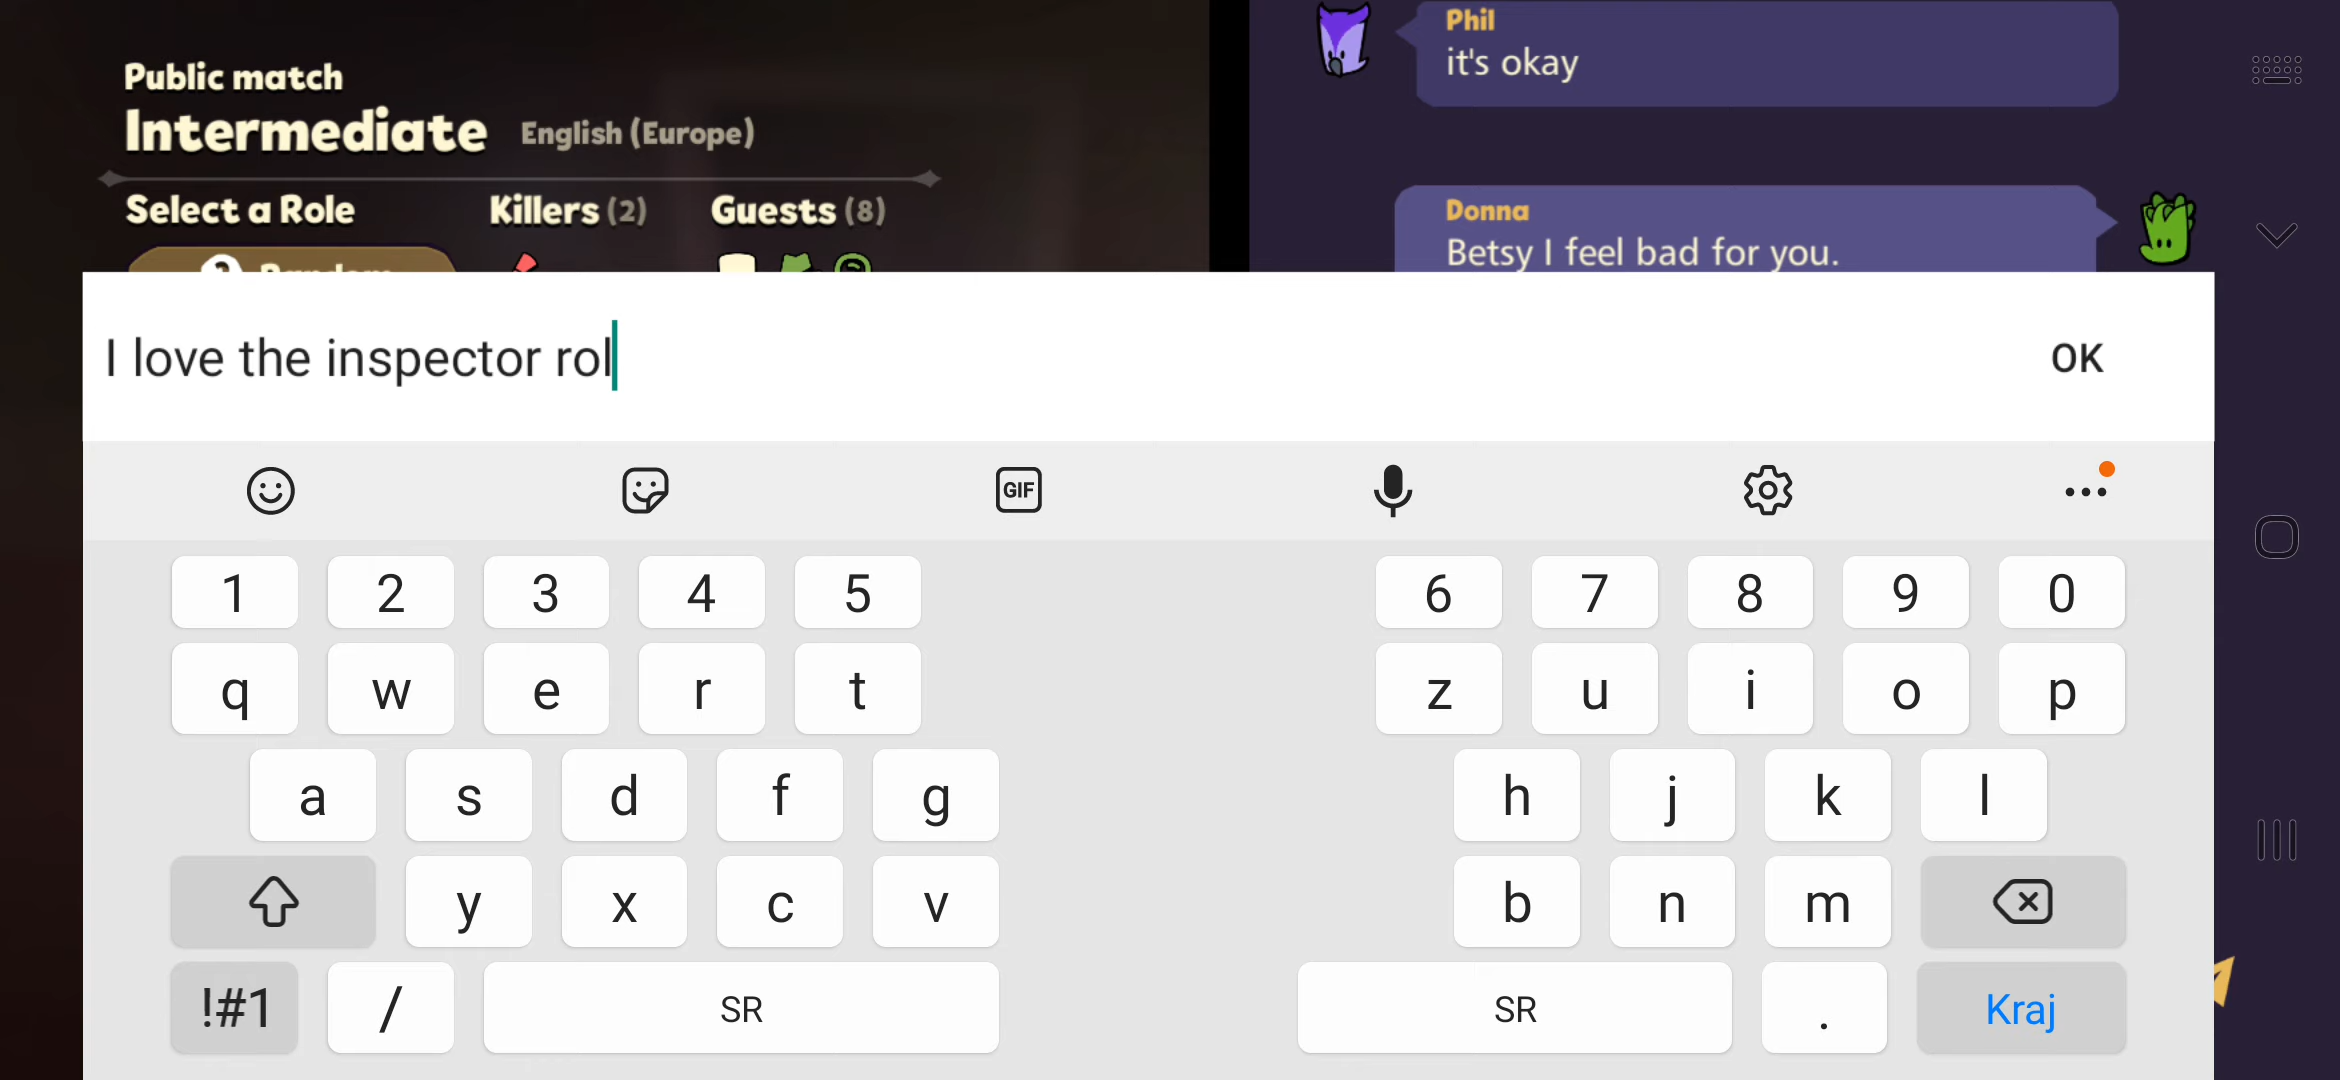 Public match
Intermediate English (Europe)
Select a Role Killers (2) Guests (8)
Phil
it's okay
Donna
Betsy I feel bad for you.
I love the inspector rol
OK
GIF
1 2 3 4 5 6 7 8 9 0
q w e r t z u i o p
a s d f g h j k l
y x c v b n m
!#1 / SR SR . Kraj